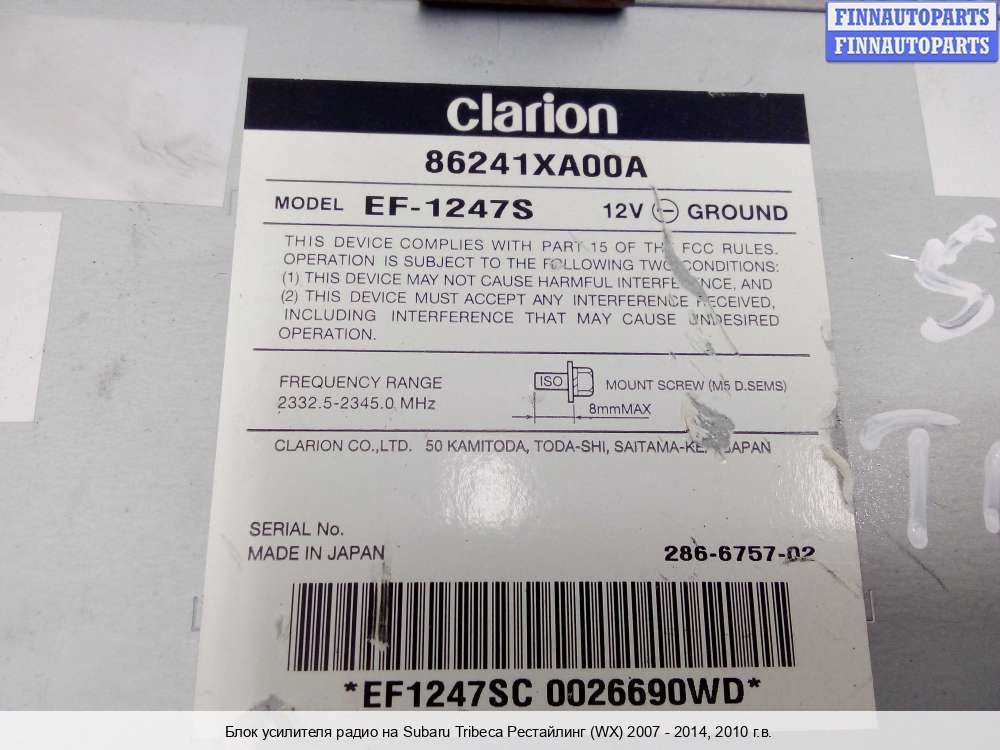 FINNAUTOPARTS
FINNAUTOPARTS
clarion
86241XA00A
MODEL EF-1247S 12V GROUND
THIS DEVICE COMPLIES WITH PART 15 OF THE FCC RULES.
OPERATION IS SUBJECT TO THE FOLLOWING TWO CONDITIONS:
(1) THIS DEVICE MAY NOT CAUSE HARMFUL INTERFERENCE, AND
(2) THIS DEVICE MUST ACCEPT ANY INTERFERENCE RECEIVED,
INCLUDING INTERFERENCE THAT MAY CAUSE UNDESIRED
OPERATION.
FREQUENCY RANGE
2332.5-2345.0 MHz
ISO
MOUNT SCREW (M5 D.SEMS)
8mmMAX
CLARION CO.,LTD. 50 KAMITODA, TODA-SHI, SAITAMA-KEN JAPAN
SERIAL No.
MADE IN JAPAN
286-6757-02
*EF1247SC 0026690WD*
S
Блок усилителя радио на Subaru Tribeca Рестайлинг (WX) 2007 - 2014, 2010 г.в.